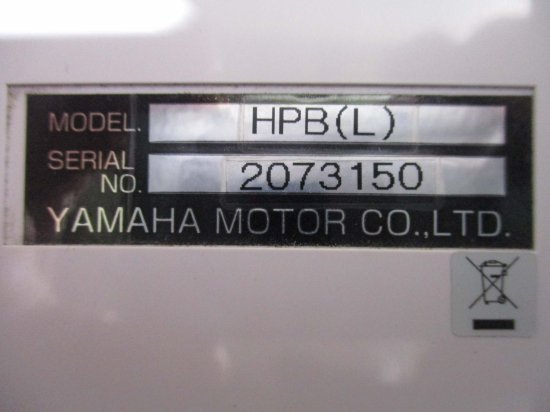 MODEL. HPB(L)
SERIAL
NO. 2073150
YAMAHA MOTOR CO.,LTD.